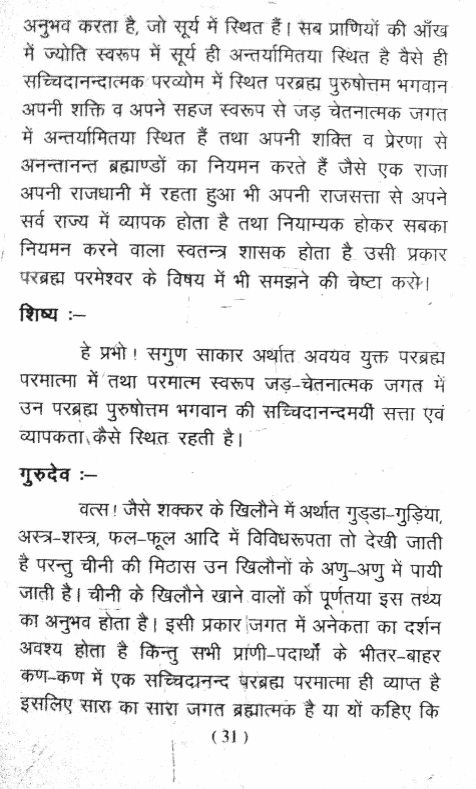 अनुभव करता है, जो सूर्य में स्थित हैं। सब प्राणियों की आँख
में ज्योति स्वरूप में सूर्य ही अन्तर्यामितया स्थित है वैसे ही
सच्चिदानन्दात्मक परव्योम में स्थित परब्रह्म पुरुषोत्तम भगवान
अपनी शक्ति व अपने सहज स्वरूप से जड़ चेतनात्मक जगत
में अन्तर्यामितया स्थित हैं तथा अपनी शक्ति व प्रेरणा से
अनन्तानन्त ब्रह्माण्डों का नियमन करते हैं जैसे एक राजा
अपनी राजधानी में रहता हुआ भी अपनी राजसत्ता से अपने
सर्व राज्य में व्यापक होता है तथा नियाम्यक होकर सबका
नियमन करने वाला स्वतन्त्र शासक होता है उसी प्रकार
परब्रह्म परमेश्वर के विषय में भी समझने की चेष्टा करो।
शिष्य :–
हे प्रभो ! सगुण साकार अर्थात अवयव युक्त परब्रह्म
परमात्मा में तथा परमात्म स्वरूप जड़-चेतनात्मक जगत में
उन परब्रह्म पुरुषोत्तम भगवान की सच्चिदानन्दमयी सत्ता एवं
व्यापकता कैसे स्थित रहती है।
गुरुदेव :–
वत्स! जैसे शक्कर के खिलौने में अर्थात गुड्डा-गुड़िया,
अस्त्र-शस्त्र, फल-फूल आदि में विविधरूपता तो देखी जाती
है परन्तु चीनी की मिठास उन खिलौनों के अणु-अणु में पायी
जाती है। चीनी के खिलौने खाने वालों को पूर्णतया इस तथ्य
का अनुभव होता है। इसी प्रकार जगत में अनेकता का दर्शन
अवश्य होता है किन्तु सभी प्राणी-पदार्थों के भीतर-बाहर
कण-कण में एक सच्चिदानन्द परब्रह्म परमात्मा ही व्याप्त है
इसलिए सारा का सारा जगत ब्रह्मात्मक है या यों कहिए कि
( 31 )